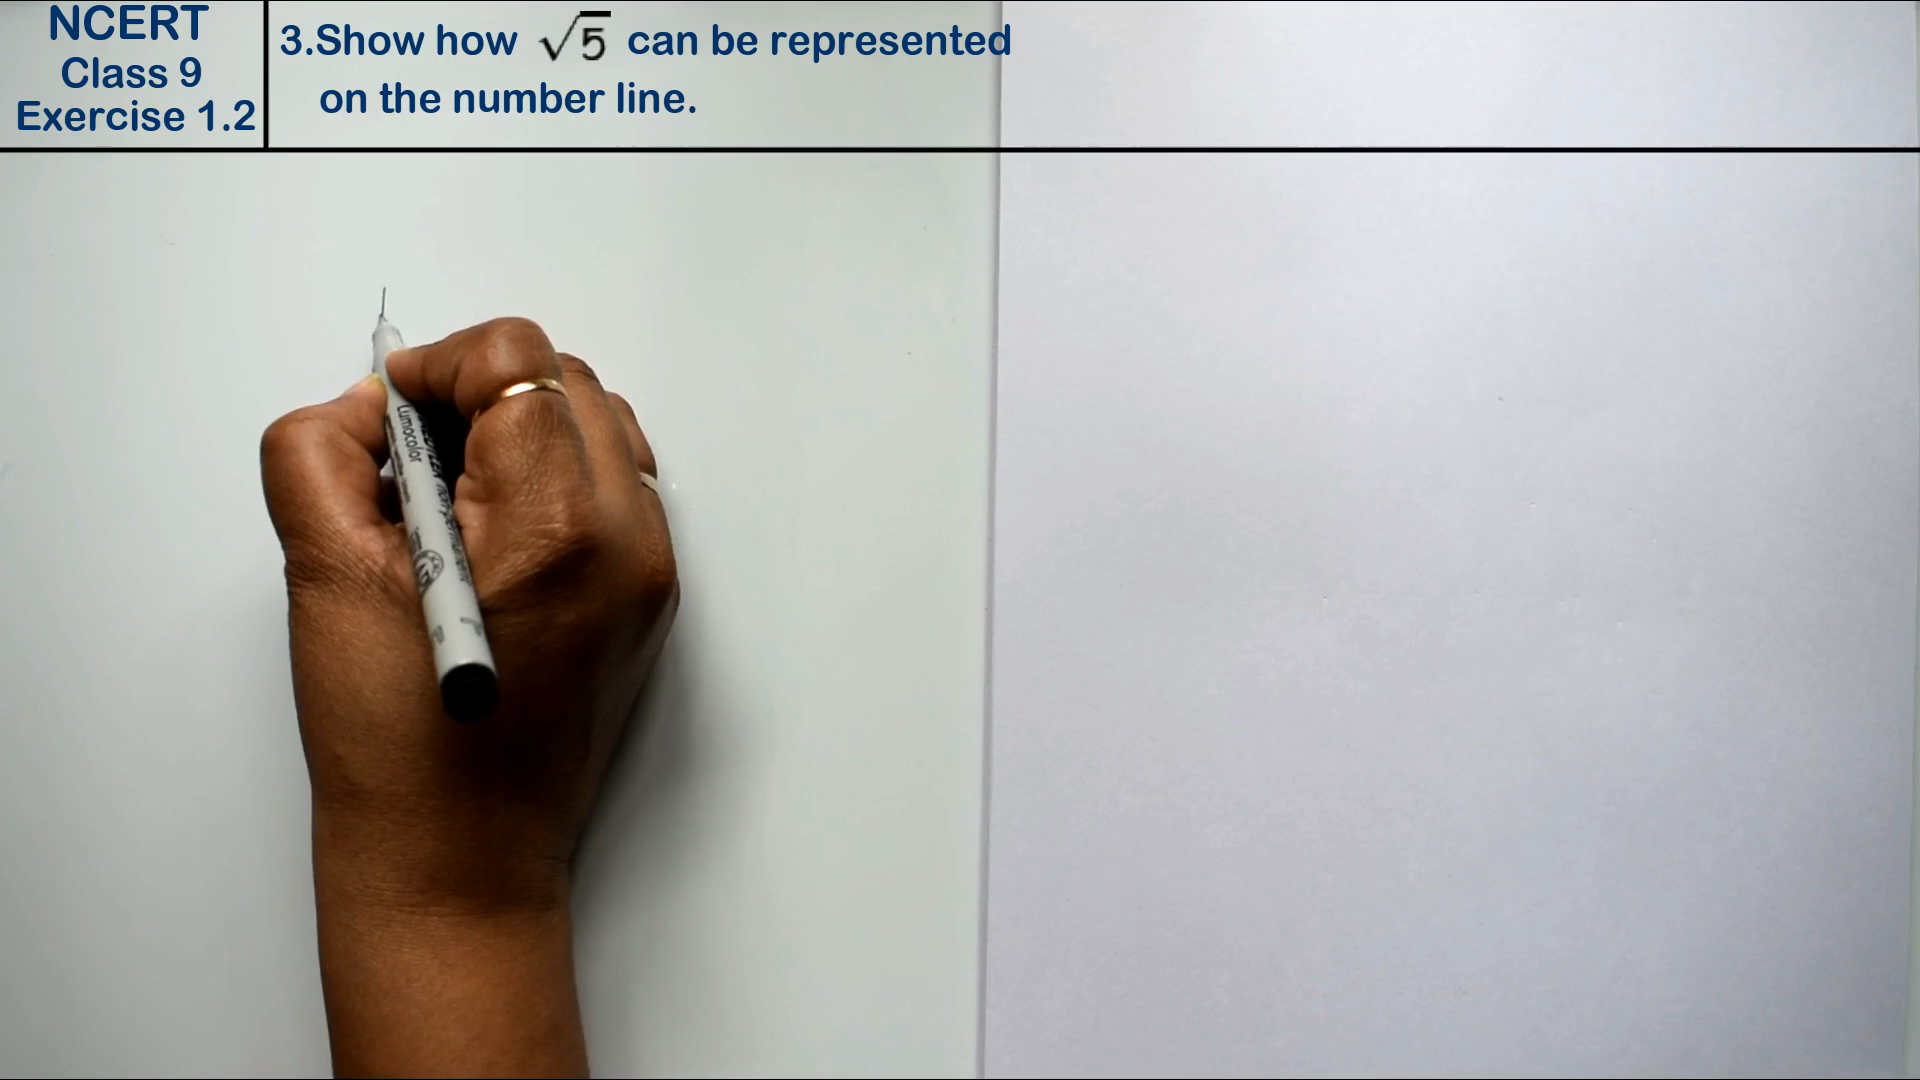 NCERT
Class 9
Exercise 1.2
3.Show how √5 can be represented
on the number line.
Lumocolor